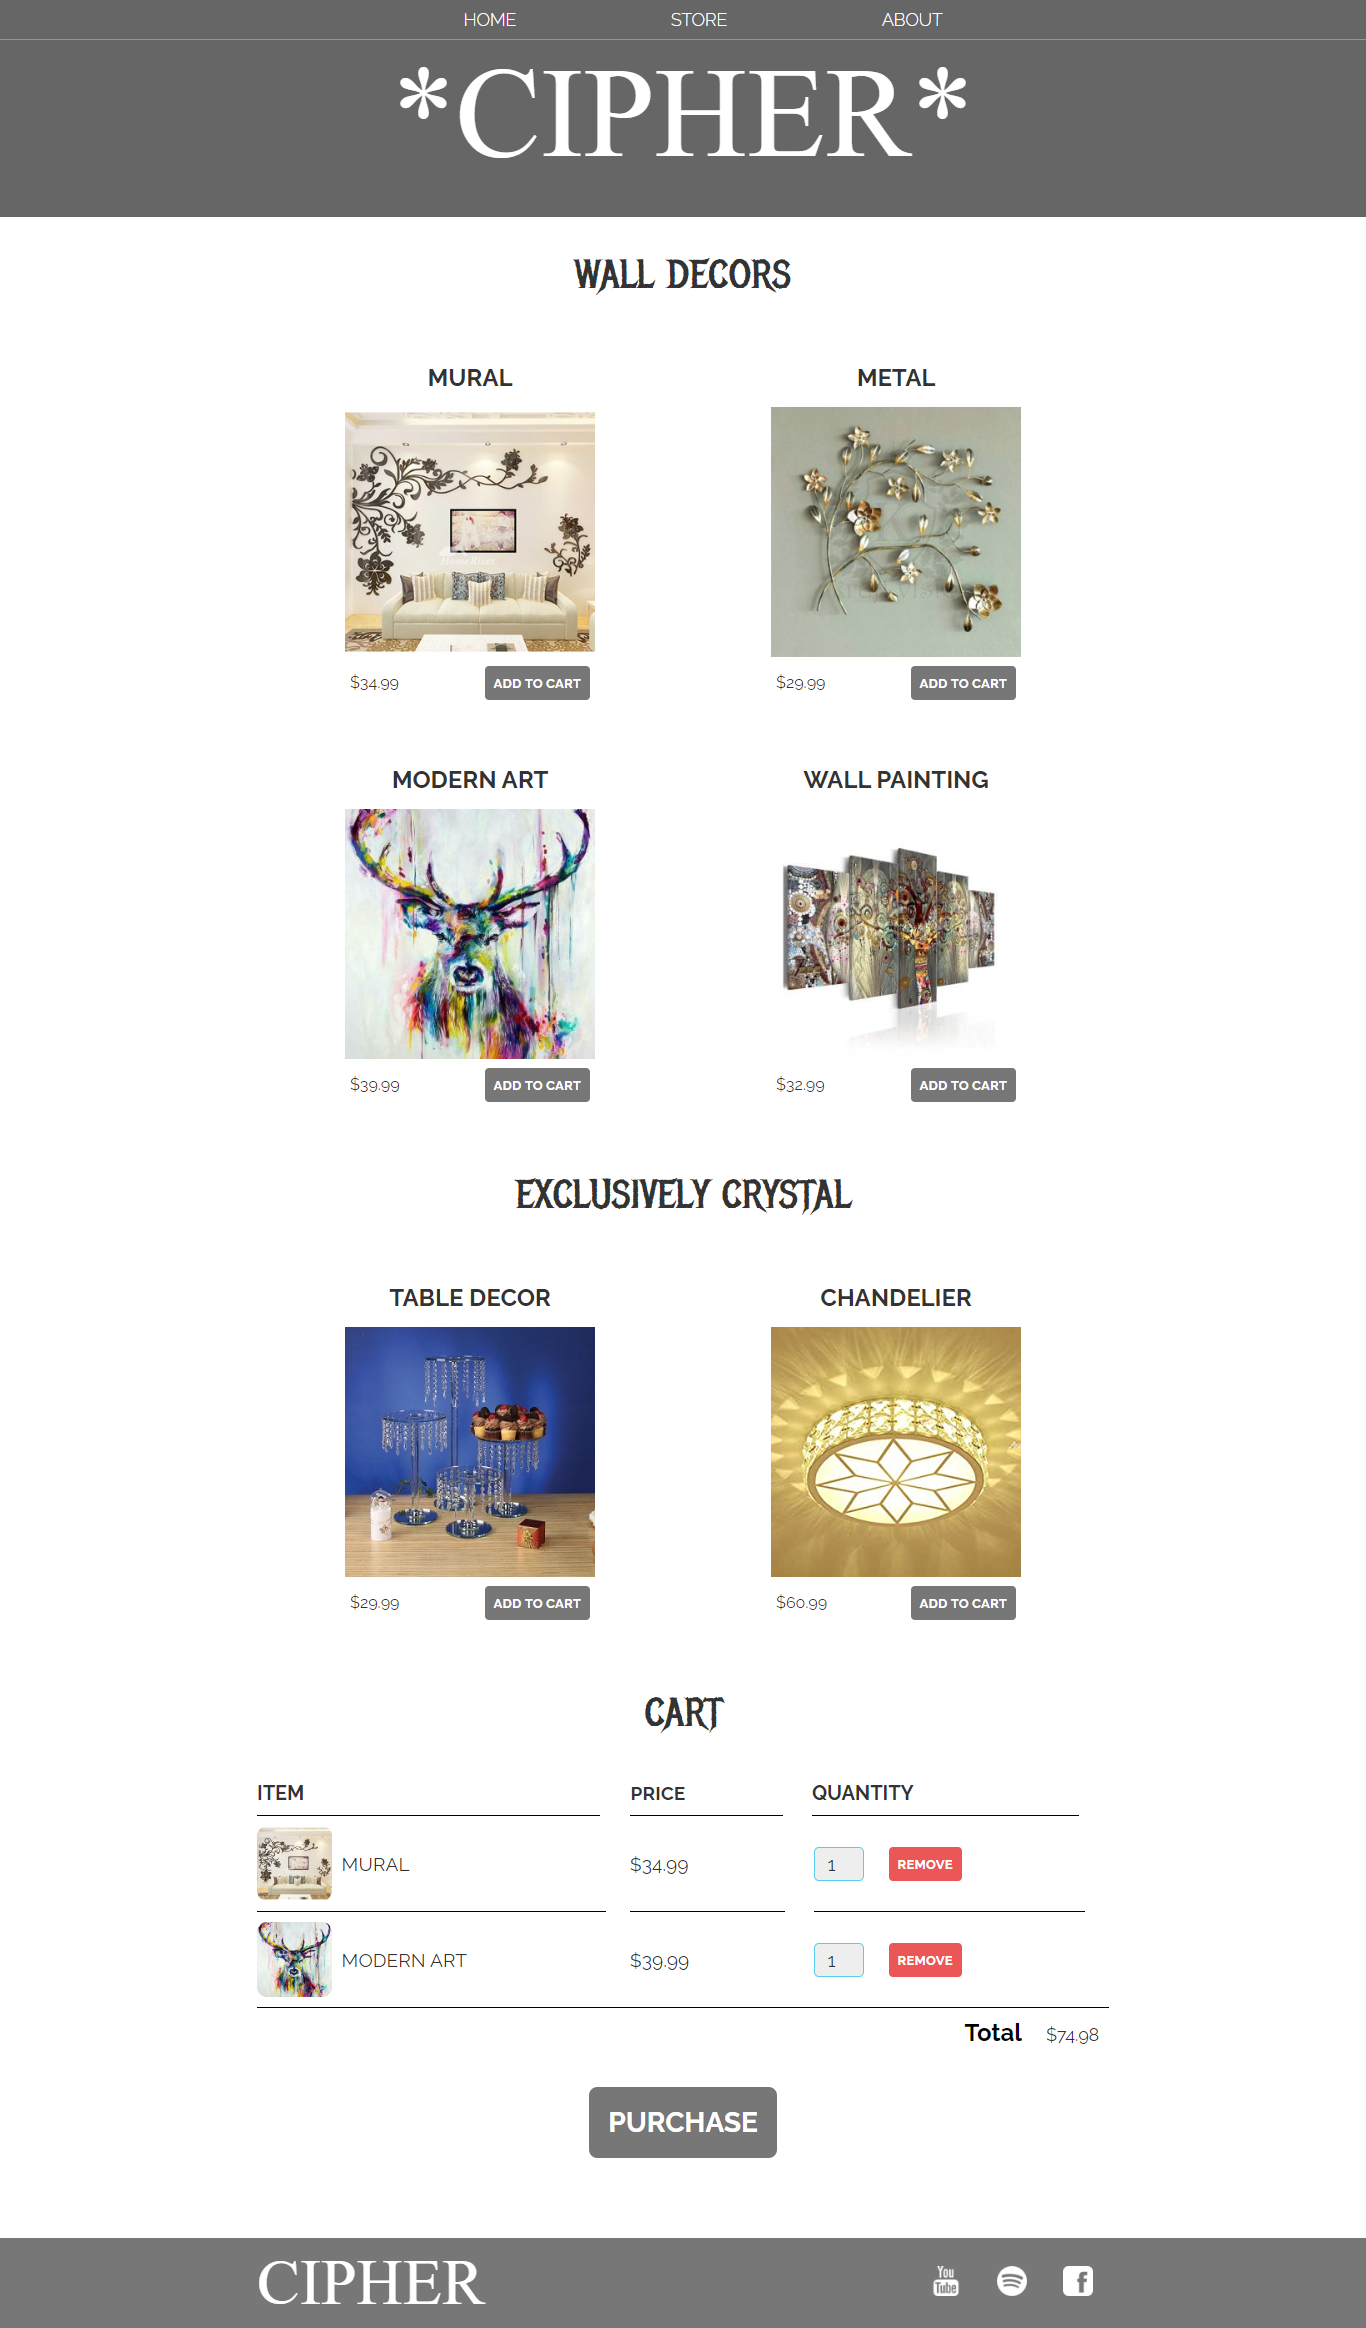 HOME STORE ABOUT
*CIPHER*
WALL DECORS
MURAL METAL
$34.99 ADD TO CART $29.99 ADD TO CART
MODERN ART WALL PAINTING
$39.99 ADD TO CART $32.99 ADD TO CART
EXCLUSIVELY CRYSTAL
TABLE DECOR CHANDELIER
$29.99 ADD TO CART $60.99 ADD TO CART
CART
ITEM PRICE QUANTITY
MURAL $34.99 1 REMOVE
MODERN ART $39.99 1 REMOVE
Total $74.98
PURCHASE
CIPHER You
Tube